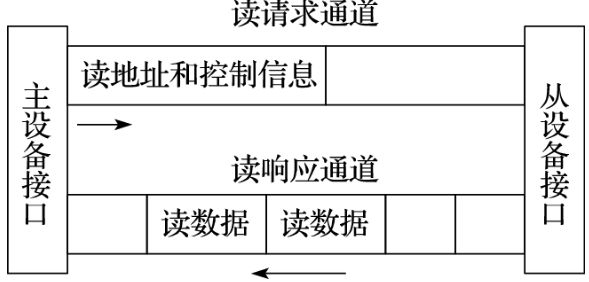 读请求通道
读地址和控制信息
主设备接口
从设备接口
读响应通道
读数据
读数据